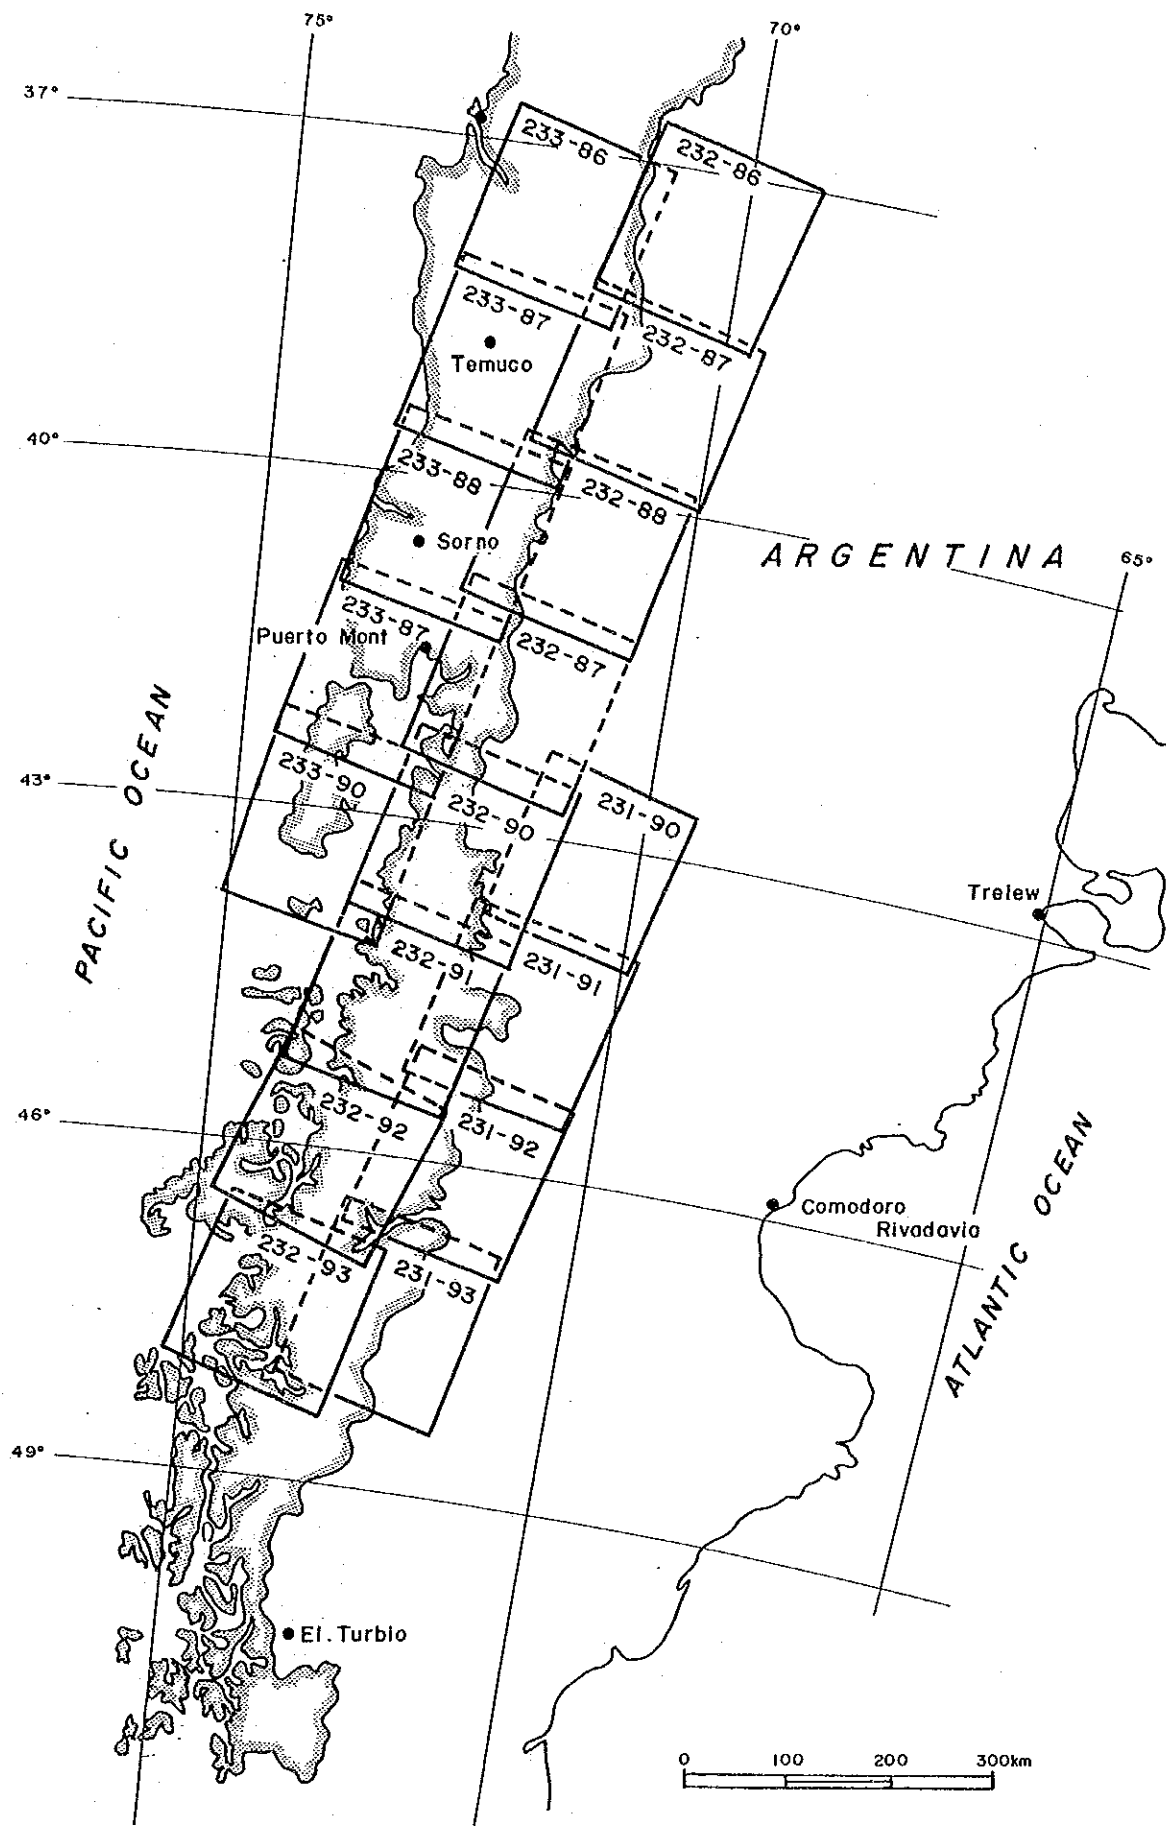 75°
70°
37°
233-86
232-86
233-87
232-87
Temuco
40°
233-88
232-88
Sorno
ARGENTINA
65°
233-87
Puerto Mont
232-87
PACIFIC OCEAN
43°
233-90
232-90
231-90
Trelew
232-91
231-91
46°
232-92
231-92
Comodoro
Rivadavia
ATLANTIC OCEAN
232-93
231-93
49°
El. Turbio
0 100 200 300km